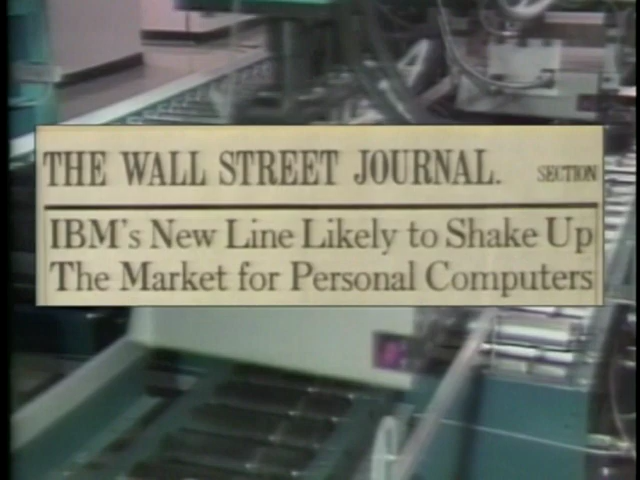 THE WALL STREET JOURNAL. SECTION
IBM's New Line Likely to Shake Up
The Market for Personal Computers